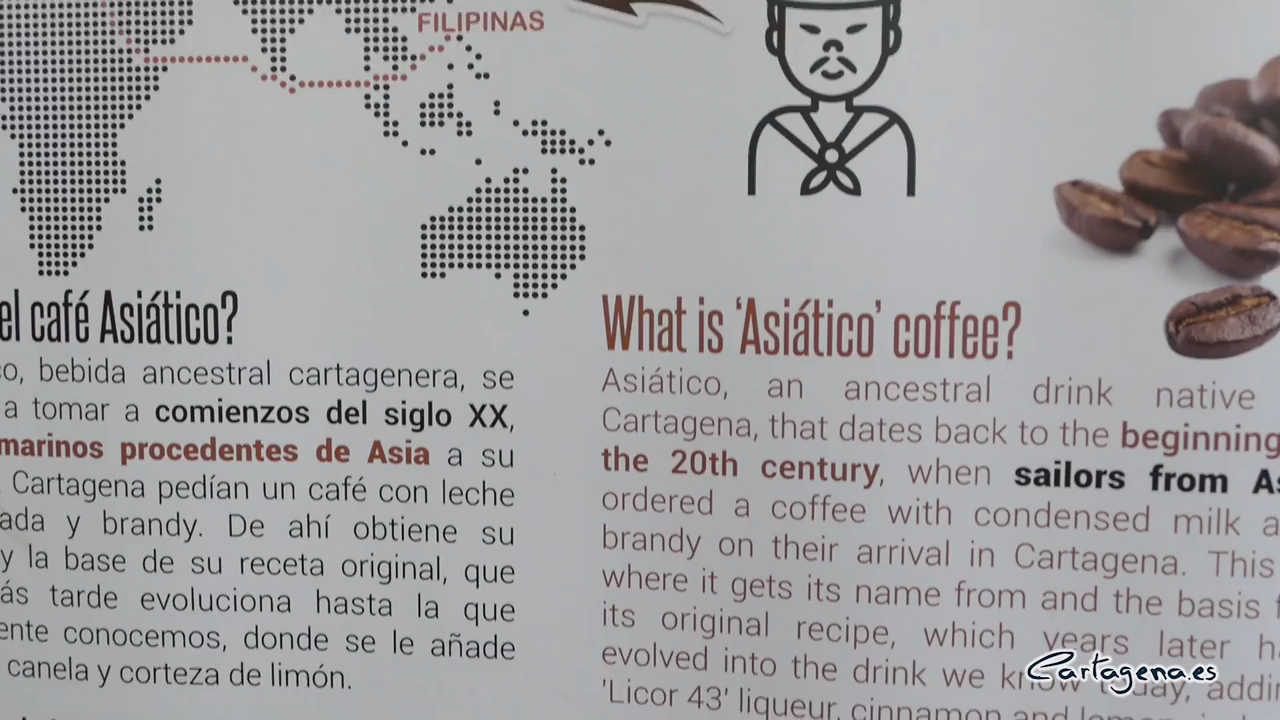 FILIPINAS
el café Asiático?
co, bebida ancestral cartagenera, se
a tomar a comienzos del siglo XX,
marinos procedentes de Asia a su
Cartagena pedían un café con leche
ada y brandy. De ahí obtiene su
y la base de su receta original, que
ás tarde evoluciona hasta la que
ente conocemos, donde se le añade
canela y corteza de limón.
What is 'Asiático' coffee?
Asiático, an ancestral drink native
Cartagena, that dates back to the beginning
the 20th century, when sailors from As
ordered a coffee with condensed milk a
brandy on their arrival in Cartagena. This
where it gets its name from and the basis f
its original recipe, which years later ha
evolved into the drink we know today, addin
'Licor 43' liqueur, cinnamon and lemon
Cartagena.es